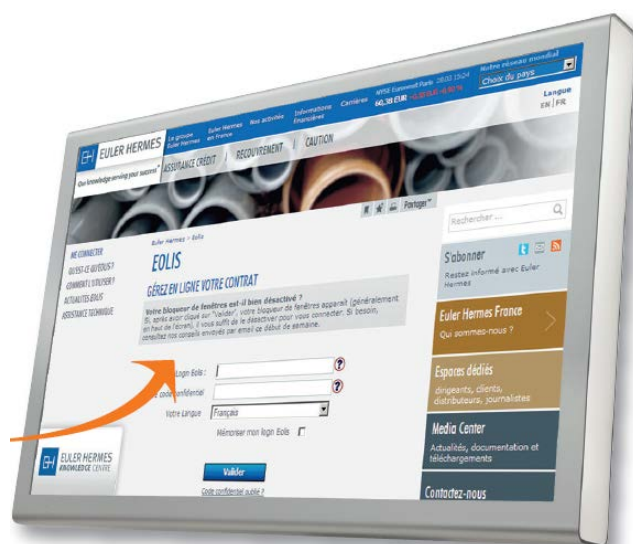 EH EULER HERMES
Our knowledge serving your success
Le groupe
Euler Hermes
Euler Hermes
en France
Nos activités
Informations
financières
Carrières
NYSE Euronext Paris
15:24
60,38 EUR
Notre réseau mondial
Choix du pays
Langue
EN | FR
ASSURANCE CRÉDIT | RECOUVREMENT | CAUTION
Partager
ME CONNECTER
QU'EST-CE QU'EOLIS ?
COMMENT L'UTILISER ?
ACTUALITÉS EOLIS
ASSISTANCE TECHNIQUE
Euler Hermes > Eolis
EOLIS
GÉREZ EN LIGNE VOTRE CONTRAT
Votre bloqueur de fenêtres est-il bien désactivé ?
Si, après avoir cliqué sur "Valider", votre bloqueur de fenêtres apparaît (généralement
en haut de l'écran), il vous suffit de le désactiver pour vous connecter. Si besoin,
consultez nos conseils envoyés par email ce début de semaine.
Login Eolis :
code confidentiel
Votre Langue
Français
Mémoriser mon login Eolis
Valider
Code confidentiel oublié ?
Rechercher ...
S'abonner
Restez informé avec Euler
Hermes
Euler Hermes France
Qui sommes-nous ?
Espaces dédiés
dirigeants, clients,
distributeurs, journalistes
Media Center
Actualités, documentation et
téléchargements
Contactez-nous
EH EULER HERMES
KNOWLEDGE CENTRE